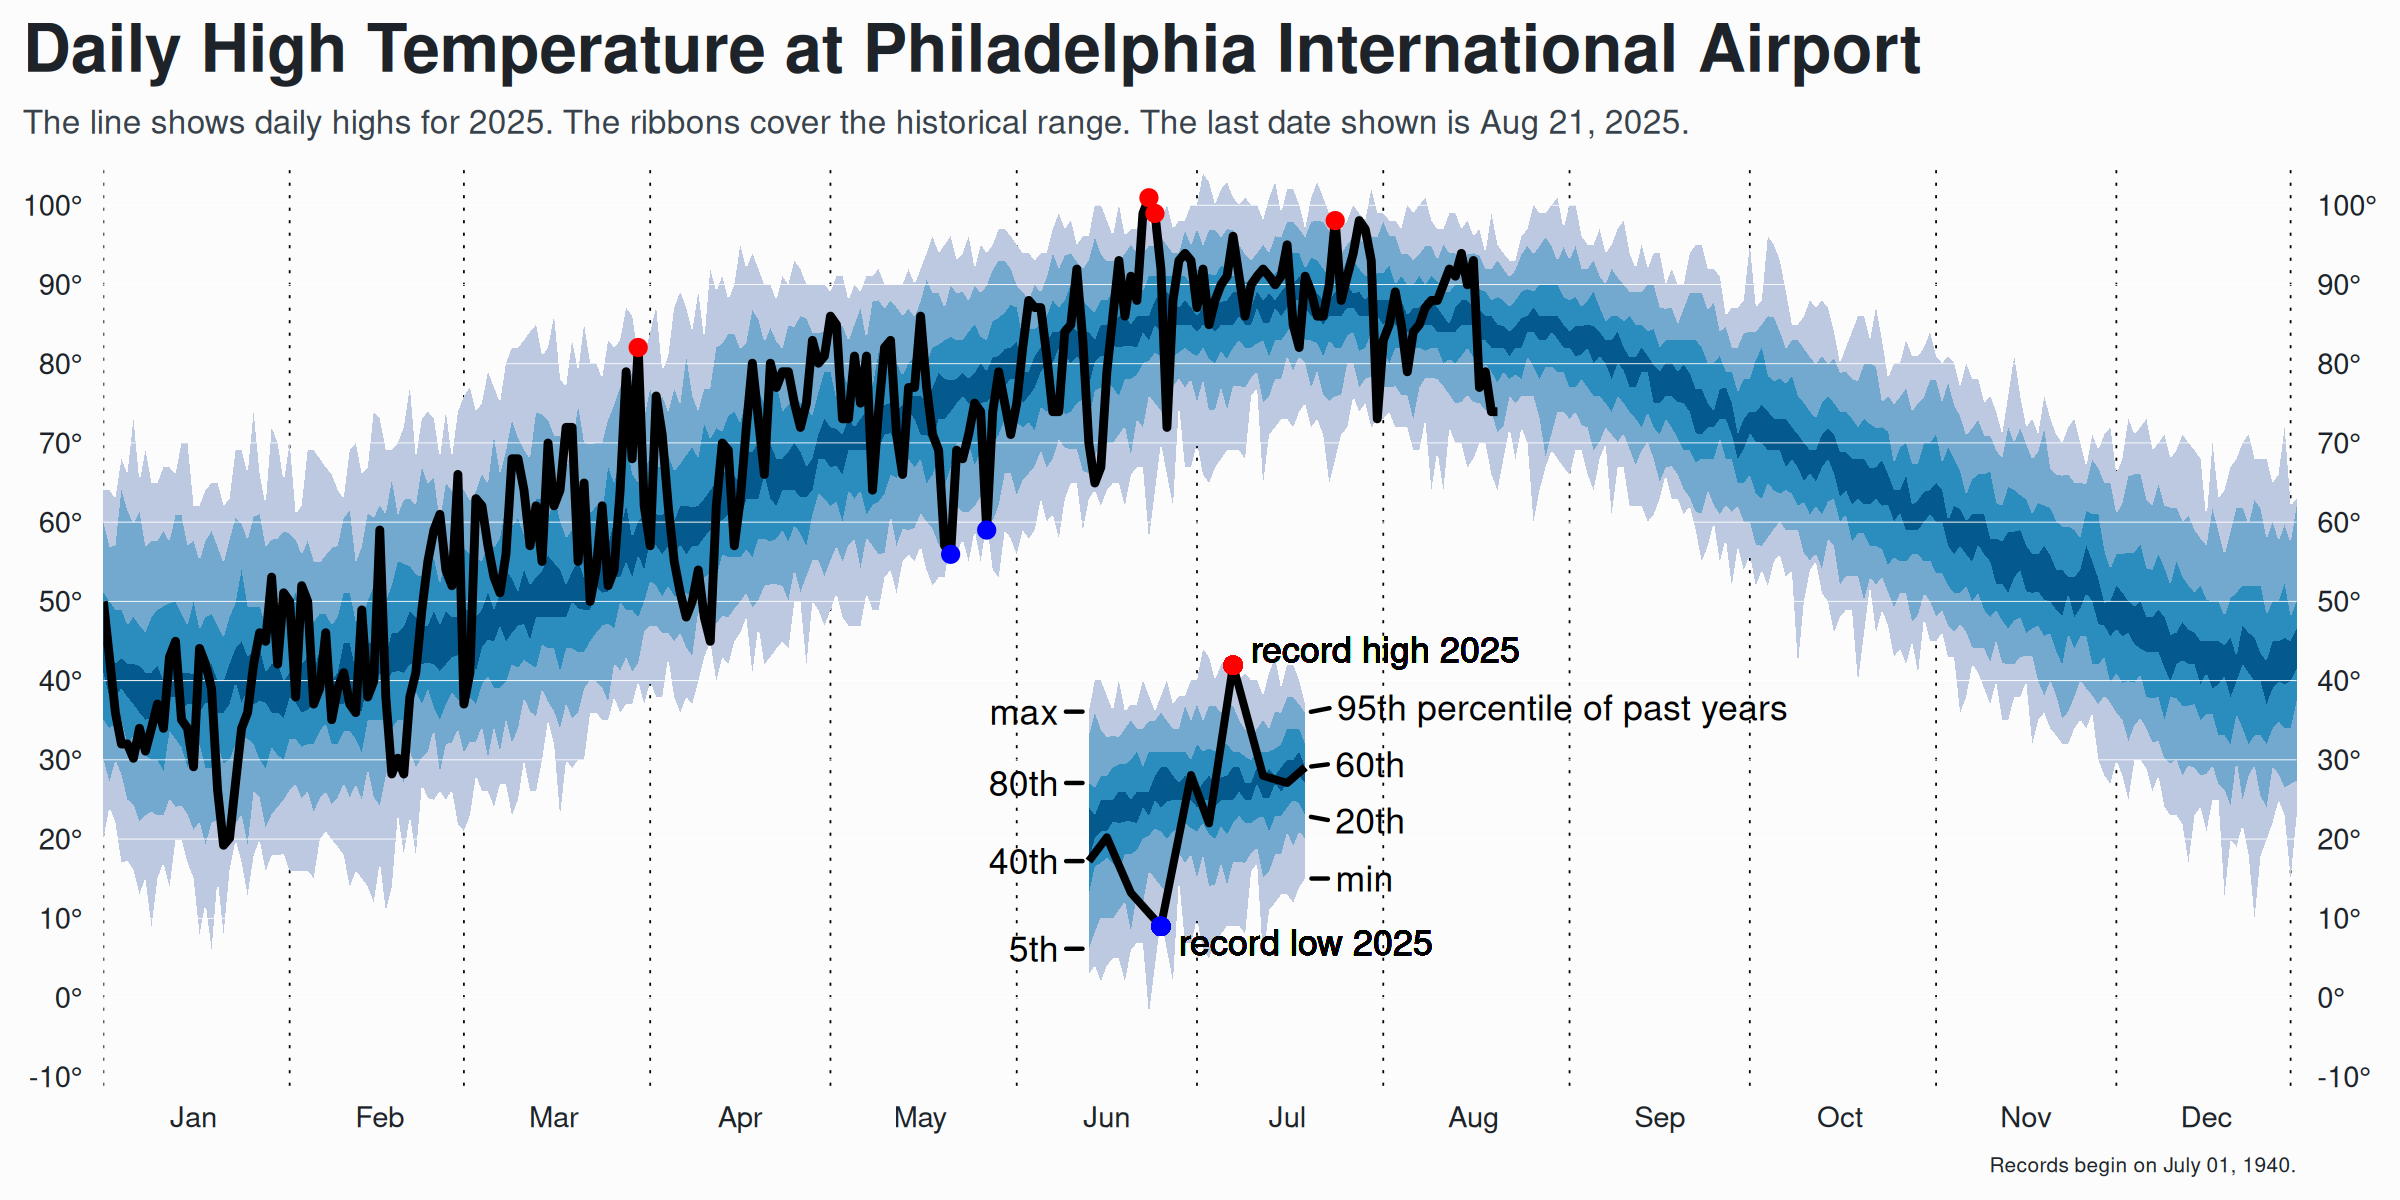 Daily High Temperature at Philadelphia International Airport
The line shows daily highs for 2025. The ribbons cover the historical range. The last date shown is Aug 21, 2025.
100° 100°
90° 90°
80° 80°
70° 70°
60° 60°
50° 50°
record high 2025
40° 40°
max 95th percentile of past years
30° 60th 30°
80th
20° 20th 20°
40th
min
10° 10°
5th record low 2025
0° 0°
-10° -10°
Jan Feb Mar Apr May Jun Jul Aug Sep Oct Nov Dec
Records begin on July 01, 1940.